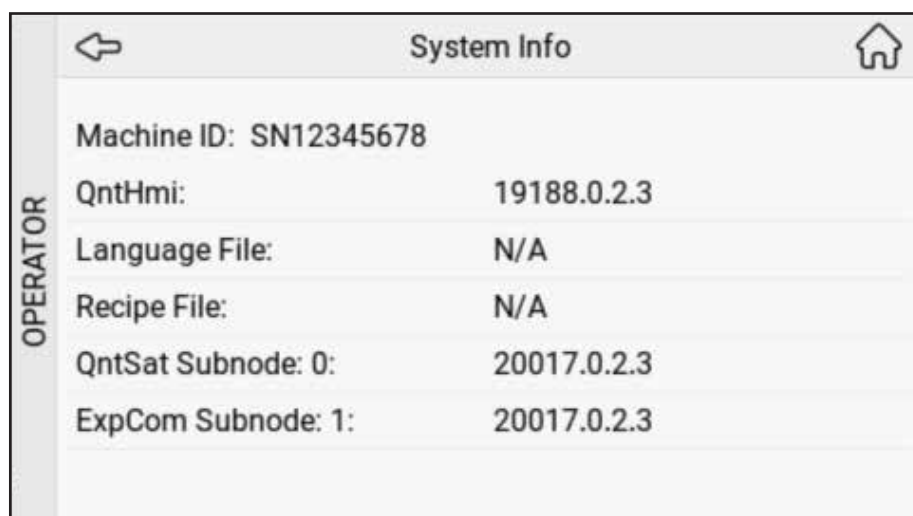 System Info
OPERATOR
Machine ID: SN12345678
QntHmi: 19188.0.2.3
Language File: N/A
Recipe File: N/A
QntSat Subnode: 0: 20017.0.2.3
ExpCom Subnode: 1: 20017.0.2.3